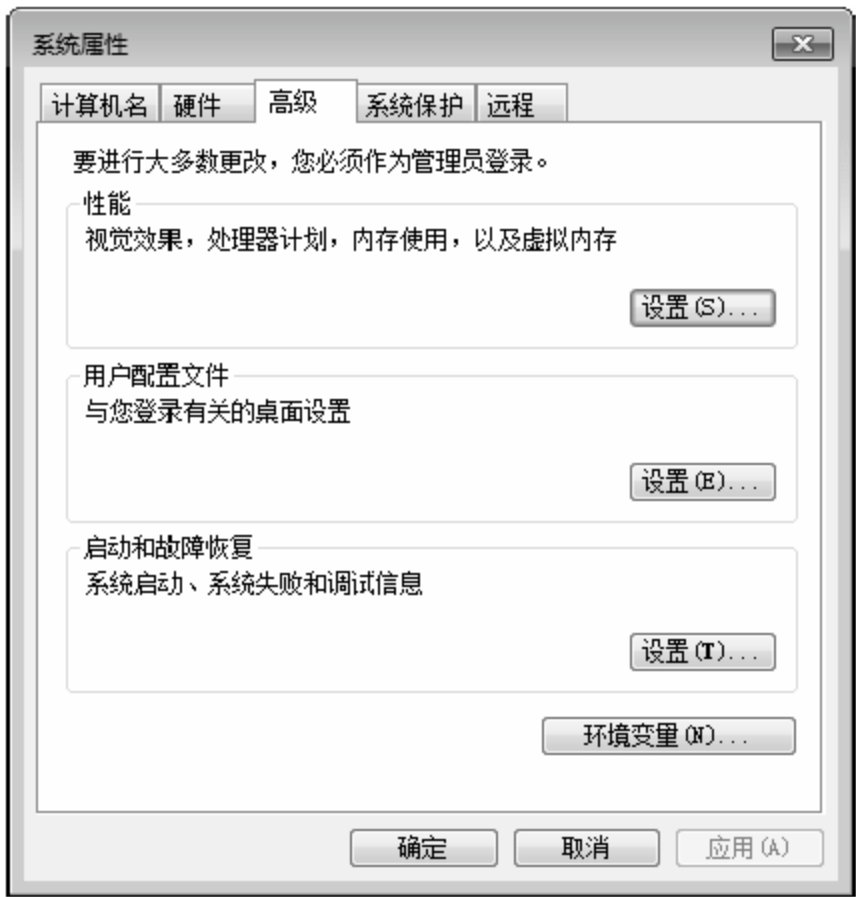 系统属性
计算机名 硬件 高级 系统保护 远程
要进行大多数更改，您必须作为管理员登录。
性能
视觉效果，处理器计划，内存使用，以及虚拟内存
设置(S)...
用户配置文件
与您登录有关的桌面设置
设置(E)...
启动和故障恢复
系统启动、系统失败和调试信息
设置(T)...
环境变量(N)...
确定 取消 应用(A)